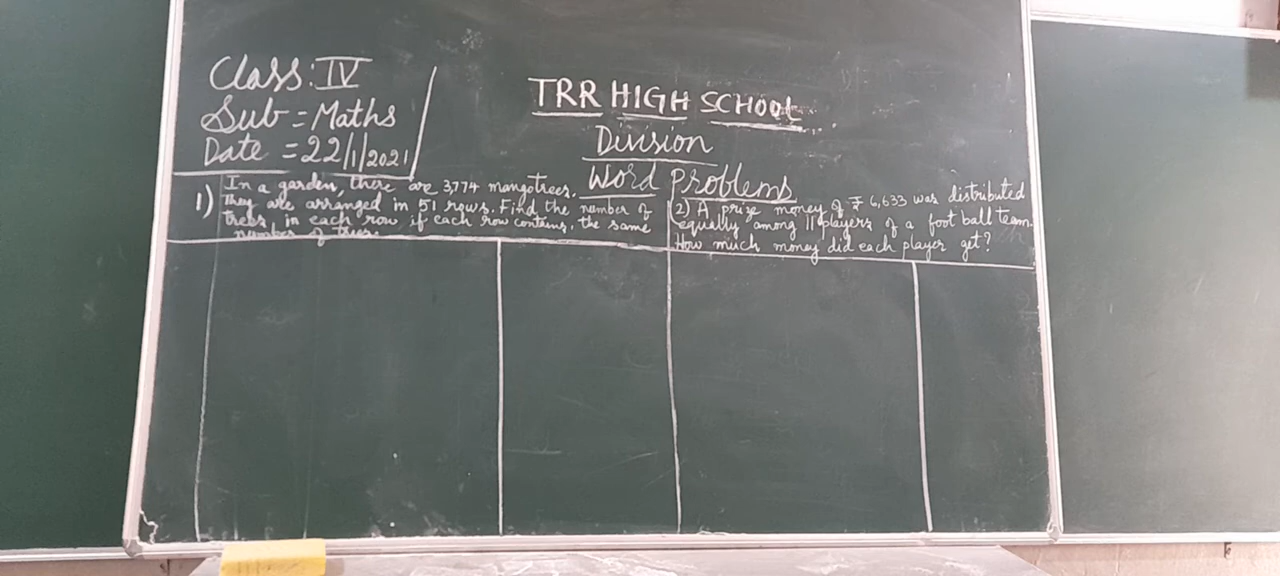 Class: IV
Sub = Maths
Date = 22/1/2021
TRR HIGH SCHOOL
Division
Word Problems
1) In a garden, there are 3,774 mangotrees.
They are arranged in 51 rows. Find the number of
trees, in each row if each row contains, the same
number of trees.
2) A prize money of ₹ 6,633 was distributed
equally among 11 players of a foot ball team.
How much money did each player get?